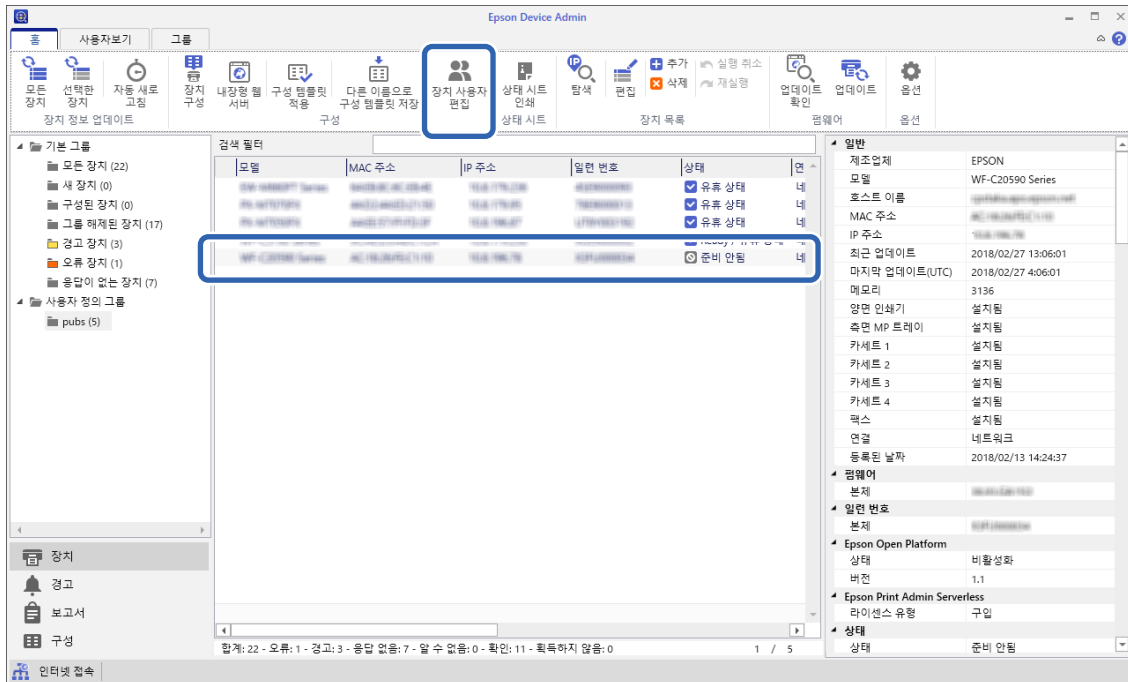 Epson Device Admin
홈 사용자보기 그룹
모든 장치 선택한 장치 자동 새로 고침 장치 구성 내장형 웹 서버 구성 템플릿 적용 다른 이름으로 구성 템플릿 저장 장치 사용자 편집 상태 시트 인쇄 탐색 편집 추가 삭제 실행 취소 재실행 업데이트 확인 업데이트 옵션
장치 정보 업데이트 구성 상태 시트 장치 목록 펌웨어 옵션
기본 그룹
모든 장치 (22)
새 장치 (0)
구성된 장치 (0)
그룹 해제된 장치 (17)
경고 장치 (3)
오류 장치 (1)
응답이 없는 장치 (7)
사용자 정의 그룹
pubs (5)
장치
경고
보고서
구성
검색 필터
모델 MAC 주소 IP 주소 일련 번호 상태 연
유휴 상태 네
유휴 상태 네
유휴 상태 네
준비 안됨 네
합계: 22 - 오류: 1 - 경고: 3 - 응답 없음: 7 - 알 수 없음: 0 - 확인: 11 - 획득하지 않음: 0 1 / 5
일반
제조업체 EPSON
모델 WF-C20590 Series
호스트 이름
MAC 주소
IP 주소
최근 업데이트 2018/02/27 13:06:01
마지막 업데이트(UTC) 2018/02/27 4:06:01
메모리 3136
양면 인쇄기 설치됨
측면 MP 트레이 설치됨
카세트 1 설치됨
카세트 2 설치됨
카세트 3 설치됨
카세트 4 설치됨
팩스 설치됨
연결 네트워크
등록된 날짜 2018/02/13 14:24:37
펌웨어
본체
일련 번호
본체
Epson Open Platform
상태 비활성화
버전 1.1
Epson Print Admin Serverless
라이센스 유형 구입
상태
상태 준비 안됨
인터넷 접속